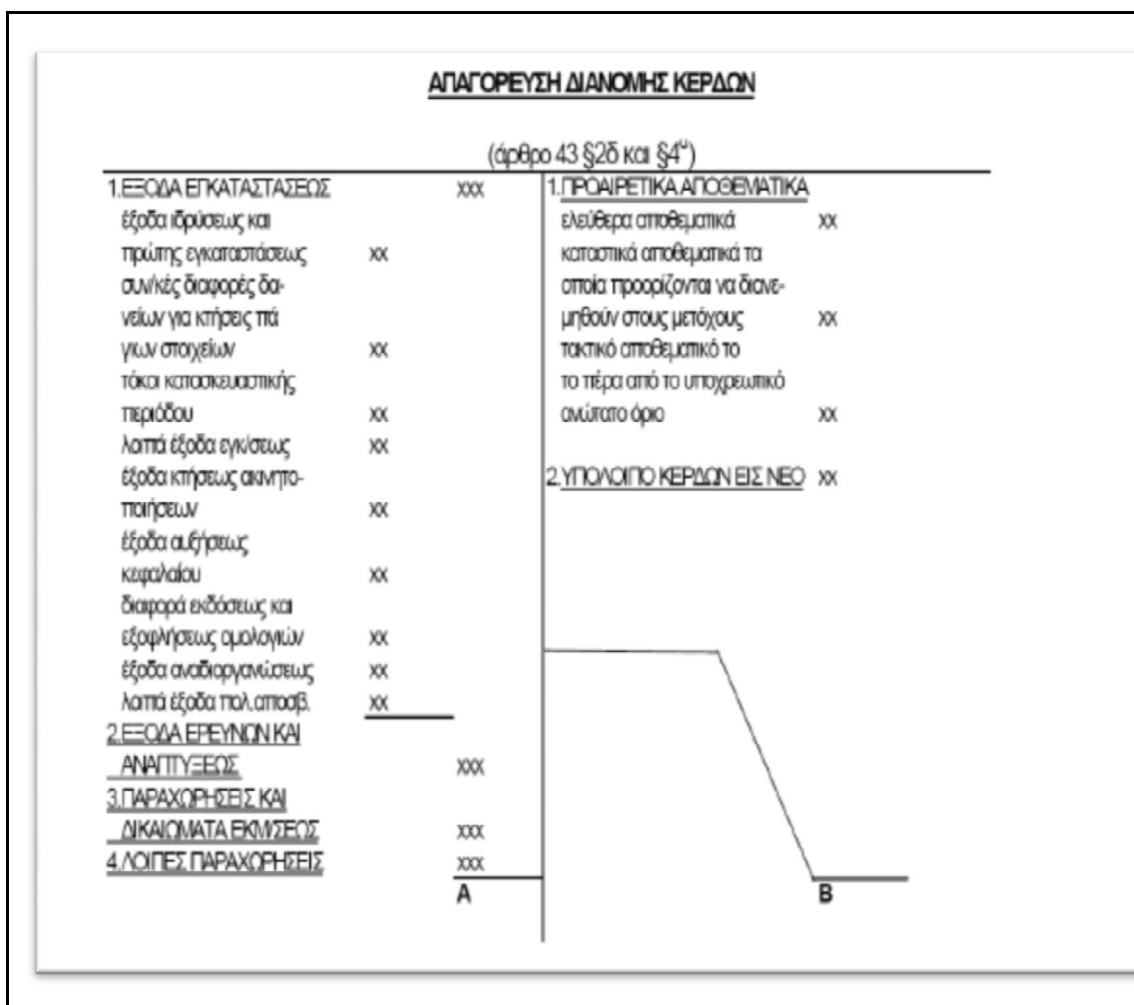 ΑΠΑΓΟΡΕΥΣΗ ΔΙΑΝΟΜΗΣ ΚΕΡΔΩΝ
(άρθρο 43 §2δ και §4α)
1.ΕΞΟΔΑ ΕΓΚΑΤΑΣΤΑΣΕΩΣ xxx
έξοδα ιδρύσεως και
πρώτης εγκαταστάσεως xx
συν/κές διαφορές δα-
νείων για κτήσεις πά
γιων στοιχείων xx
τόκοι κατασκευαστικής
περιόδου xx
λοιπά έξοδα εγκ/σεως xx
έξοδα κτήσεως ακινητο-
ποιήσεων xx
έξοδα αυξήσεως
κεφαλαίου xx
διαφορά εκδόσεως και
εξοφλήσεως ομολογιών xx
έξοδα αναδιοργανώσεως xx
λοιπά έξοδα πολ.αποσβ. xx
2.ΕΞΟΔΑ ΕΡΕΥΝΩΝ ΚΑΙ
ΑΝΑΠΤΥΞΕΩΣ xxx
3.ΠΑΡΑΧΩΡΗΣΕΙΣ ΚΑΙ
ΔΙΚΑΙΩΜΑΤΑ ΕΚΜ/ΣΕΩΣ xxx
4.ΛΟΙΠΕΣ ΠΑΡΑΧΩΡΗΣΕΙΣ xxx
Α
1.ΠΡΟΑΙΡΕΤΙΚΑ ΑΠΟΘΕΜΑΤΙΚΑ
ελεύθερα αποθεματικά xx
καταστικά αποθεματικά τα
οποία προορίζονται να διανε-
μηθούν στους μετόχους xx
τακτικό αποθεματικό το
το πέρα από το υποχρεωτικό
ανώτατο όριο xx
2.ΥΠΟΛΟΙΠΟ ΚΕΡΔΩΝ ΕΙΣ ΝΕΟ xx
Β